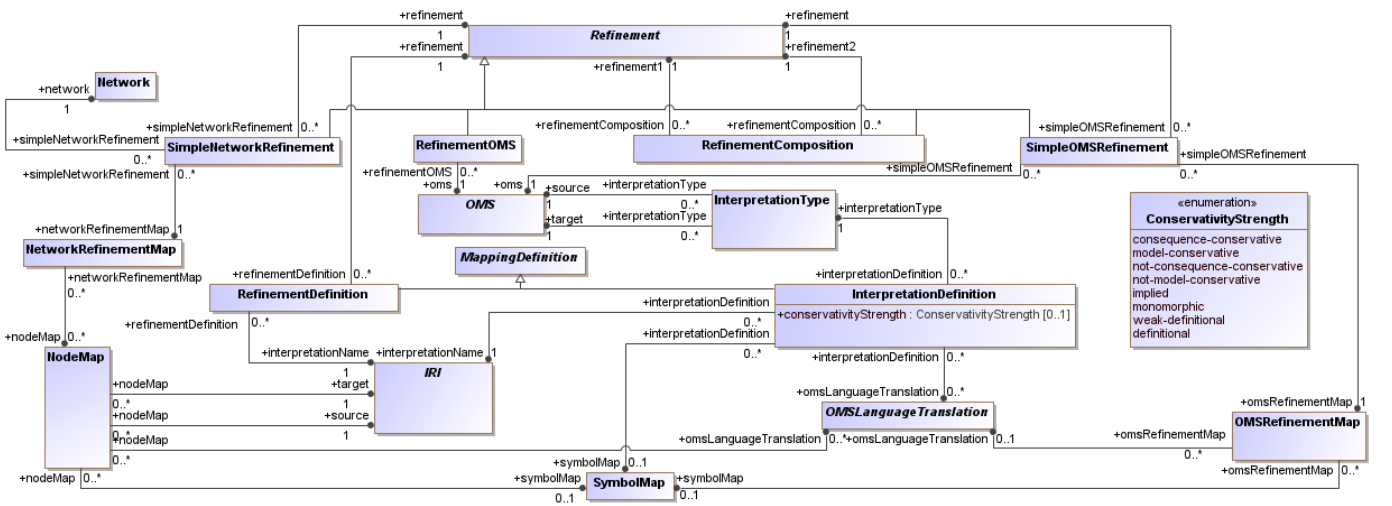 +refinement
+refinement
1
Refinement
1
+refinement
+refinement2
1
+refinement1
1
1
Network
+network
1
+simpleNetworkRefinement
0..*
+refinementComposition
0..*
+refinementComposition
0..*
+simpleOMSRefinement
0..*
+simpleNetworkRefinement
0..*
SimpleNetworkRefinement
RefinementOMS
RefinementComposition
SimpleOMSRefinement
+simpleOMSRefinement
0..*
+simpleNetworkRefinement
0..*
+refinementOMS
0..*
+simpleOMSRefinement
0..*
+oms
1
+oms
1
OMS
+source
1
+interpretationType
0..*
+target
1
+interpretationType
0..*
InterpretationType
+interpretationType
1
«enumeration»
ConservativityStrength
consequence-conservative
model-conservative
not-consequence-conservative
not-model-conservative
implied
monomorphic
weak-definitional
definitional
+networkRefinementMap
1
NetworkRefinementMap
+networkRefinementMap
0..*
MappingDefinition
+refinementDefinition
0..*
+interpretationDefinition
0..*
RefinementDefinition
InterpretationDefinition
+conservativityStrength : ConservativityStrength [0..1]
+refinementDefinition
0..*
+interpretationDefinition
0..*
+interpretationDefinition
0..*
+interpretationDefinition
0..*
+nodeMap
0..*
NodeMap
+interpretationName
1
+interpretationName
1
IRI
+nodeMap
0..*
+target
1
+nodeMap
0..*
+source
1
+nodeMap
0..*
+omsLanguageTranslation
0..*
OMSLanguageTranslation
+omsLanguageTranslation
0..*
+omsLanguageTranslation
0..1
+omsRefinementMap
0..*
+omsRefinementMap
1
OMSRefinementMap
+omsRefinementMap
0..*
+nodeMap
0..*
+symbolMap
0..1
+symbolMap
0..1
SymbolMap
+symbolMap
0..1